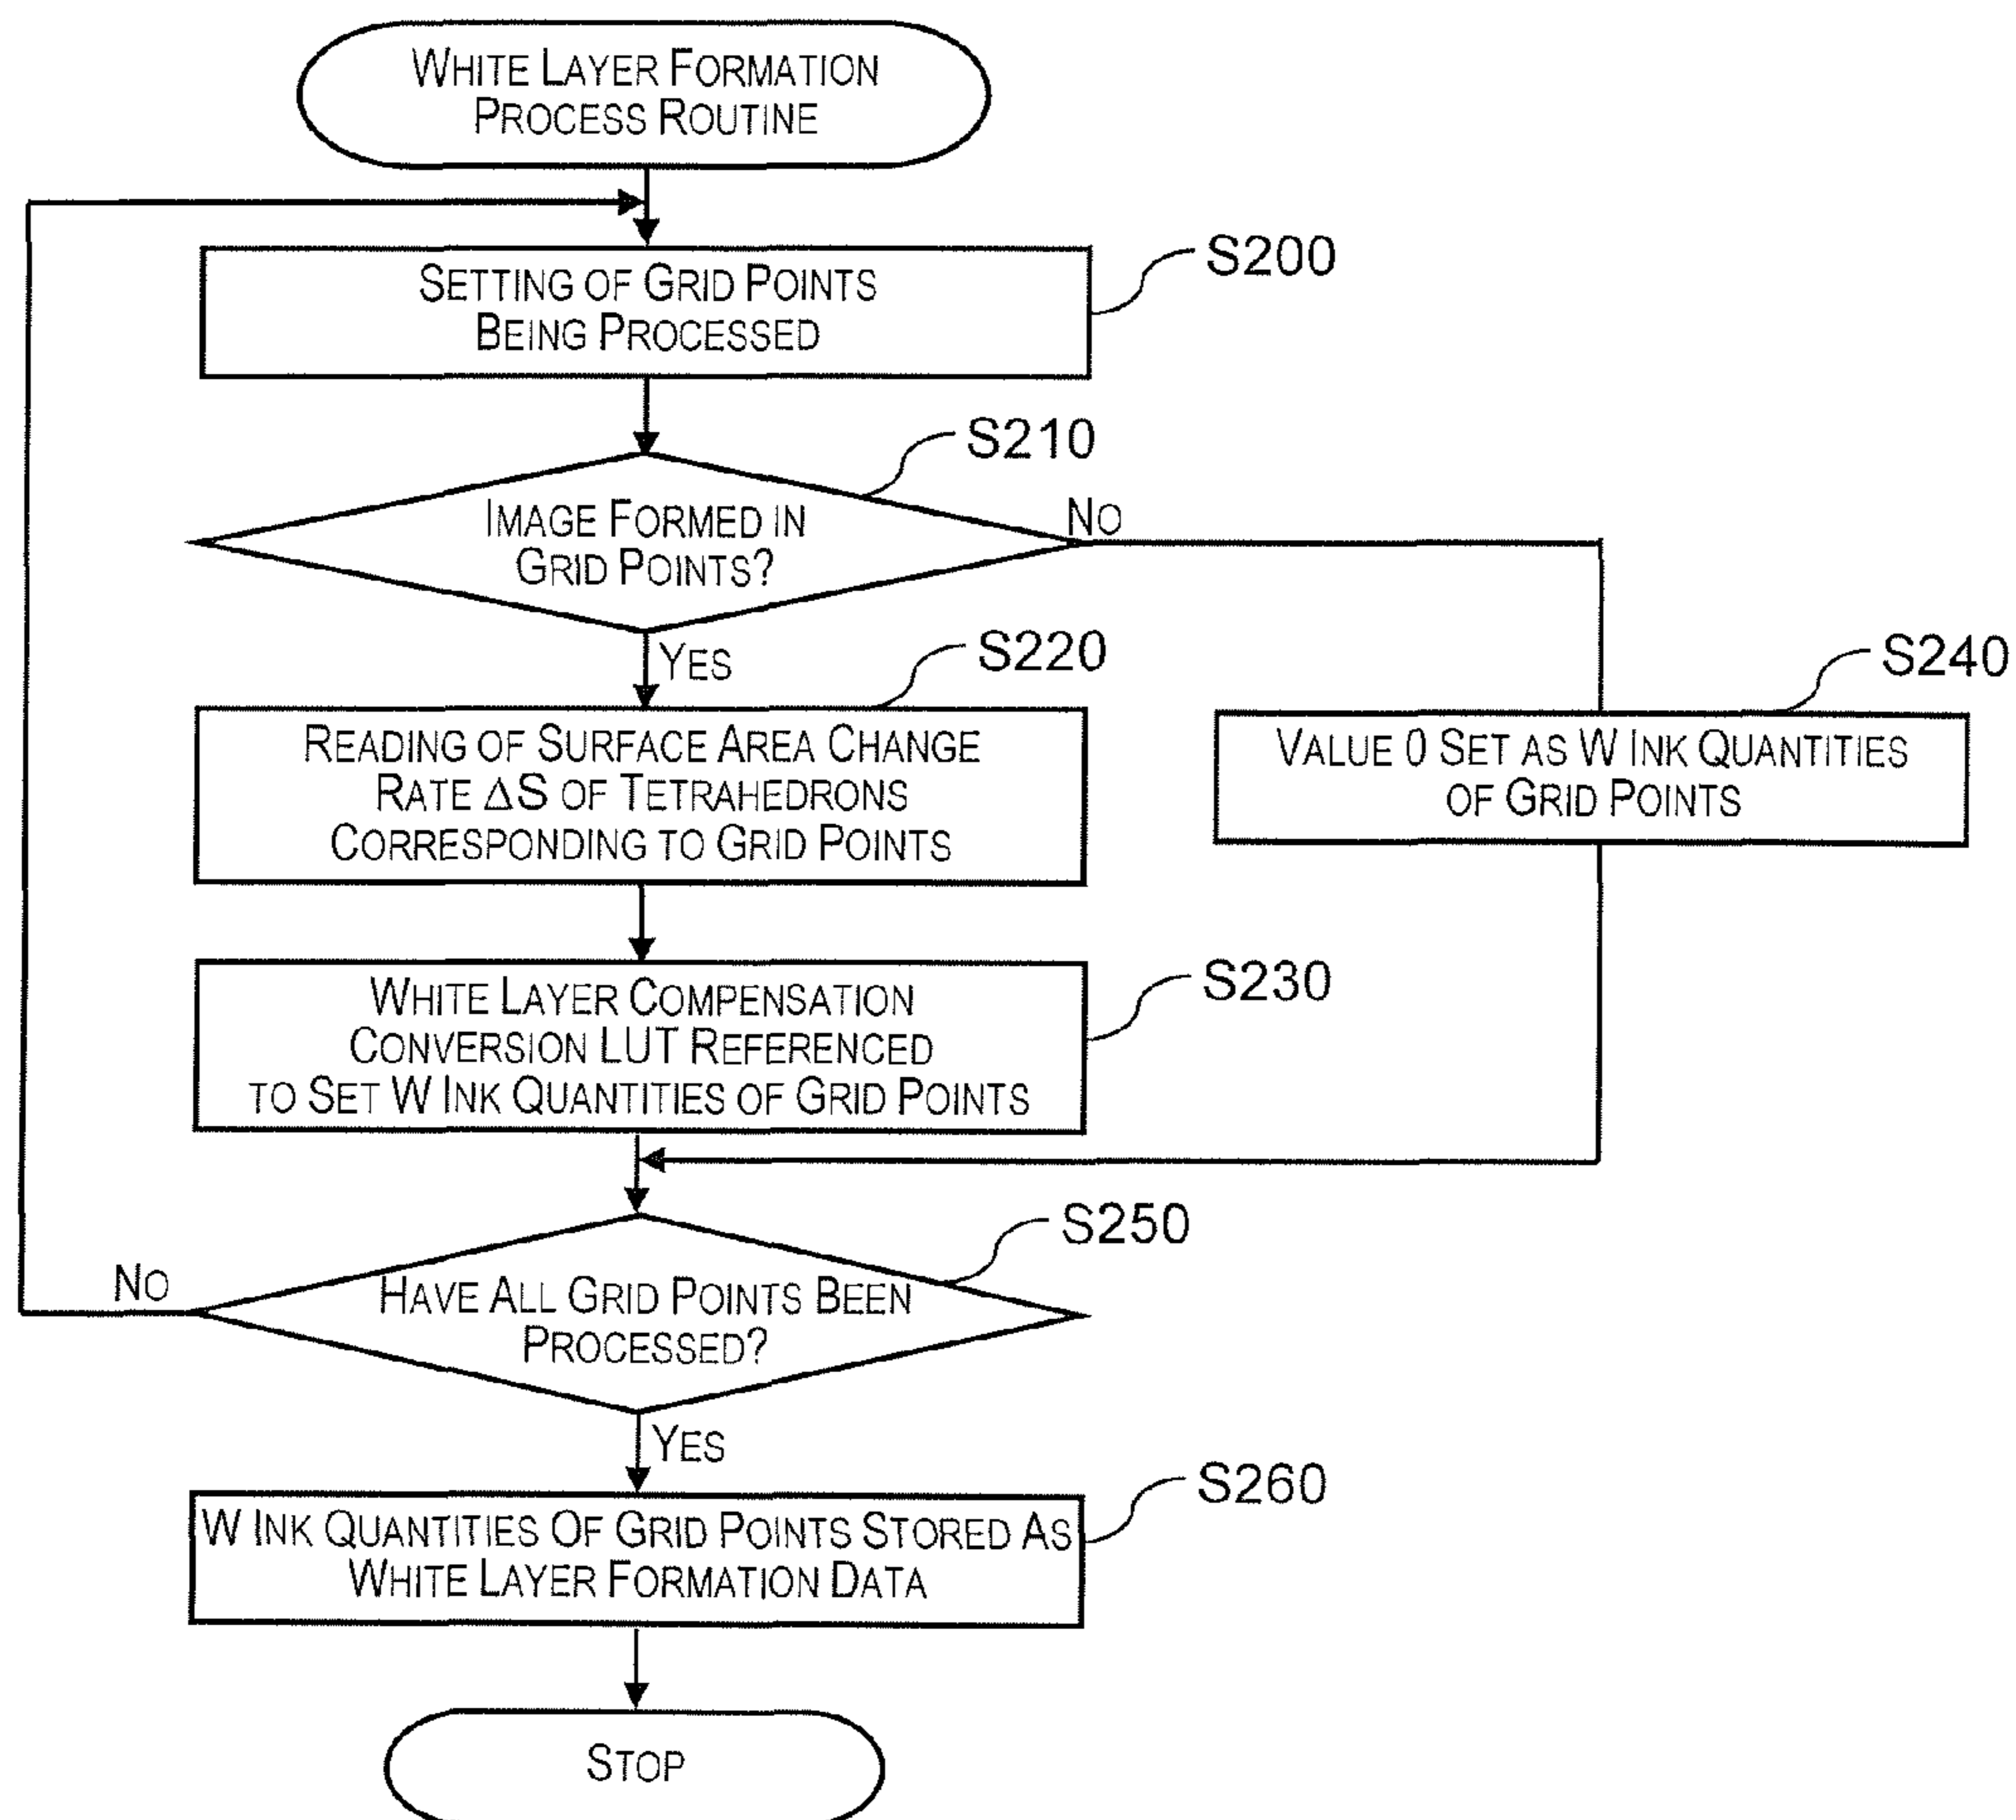 WHITE LAYER FORMATION
PROCESS ROUTINE
SETTING OF GRID POINTS
BEING PROCESSED
S200
IMAGE FORMED IN
GRID POINTS?
S210
NO
YES
READING OF SURFACE AREA CHANGE
RATE ΔS OF TETRAHEDRONS
CORRESPONDING TO GRID POINTS
S220
VALUE 0 SET AS W INK QUANTITIES
OF GRID POINTS
S240
WHITE LAYER COMPENSATION
CONVERSION LUT REFERENCED
TO SET W INK QUANTITIES OF GRID POINTS
S230
HAVE ALL GRID POINTS BEEN
PROCESSED?
S250
NO
YES
W INK QUANTITIES OF GRID POINTS STORED AS
WHITE LAYER FORMATION DATA
S260
STOP